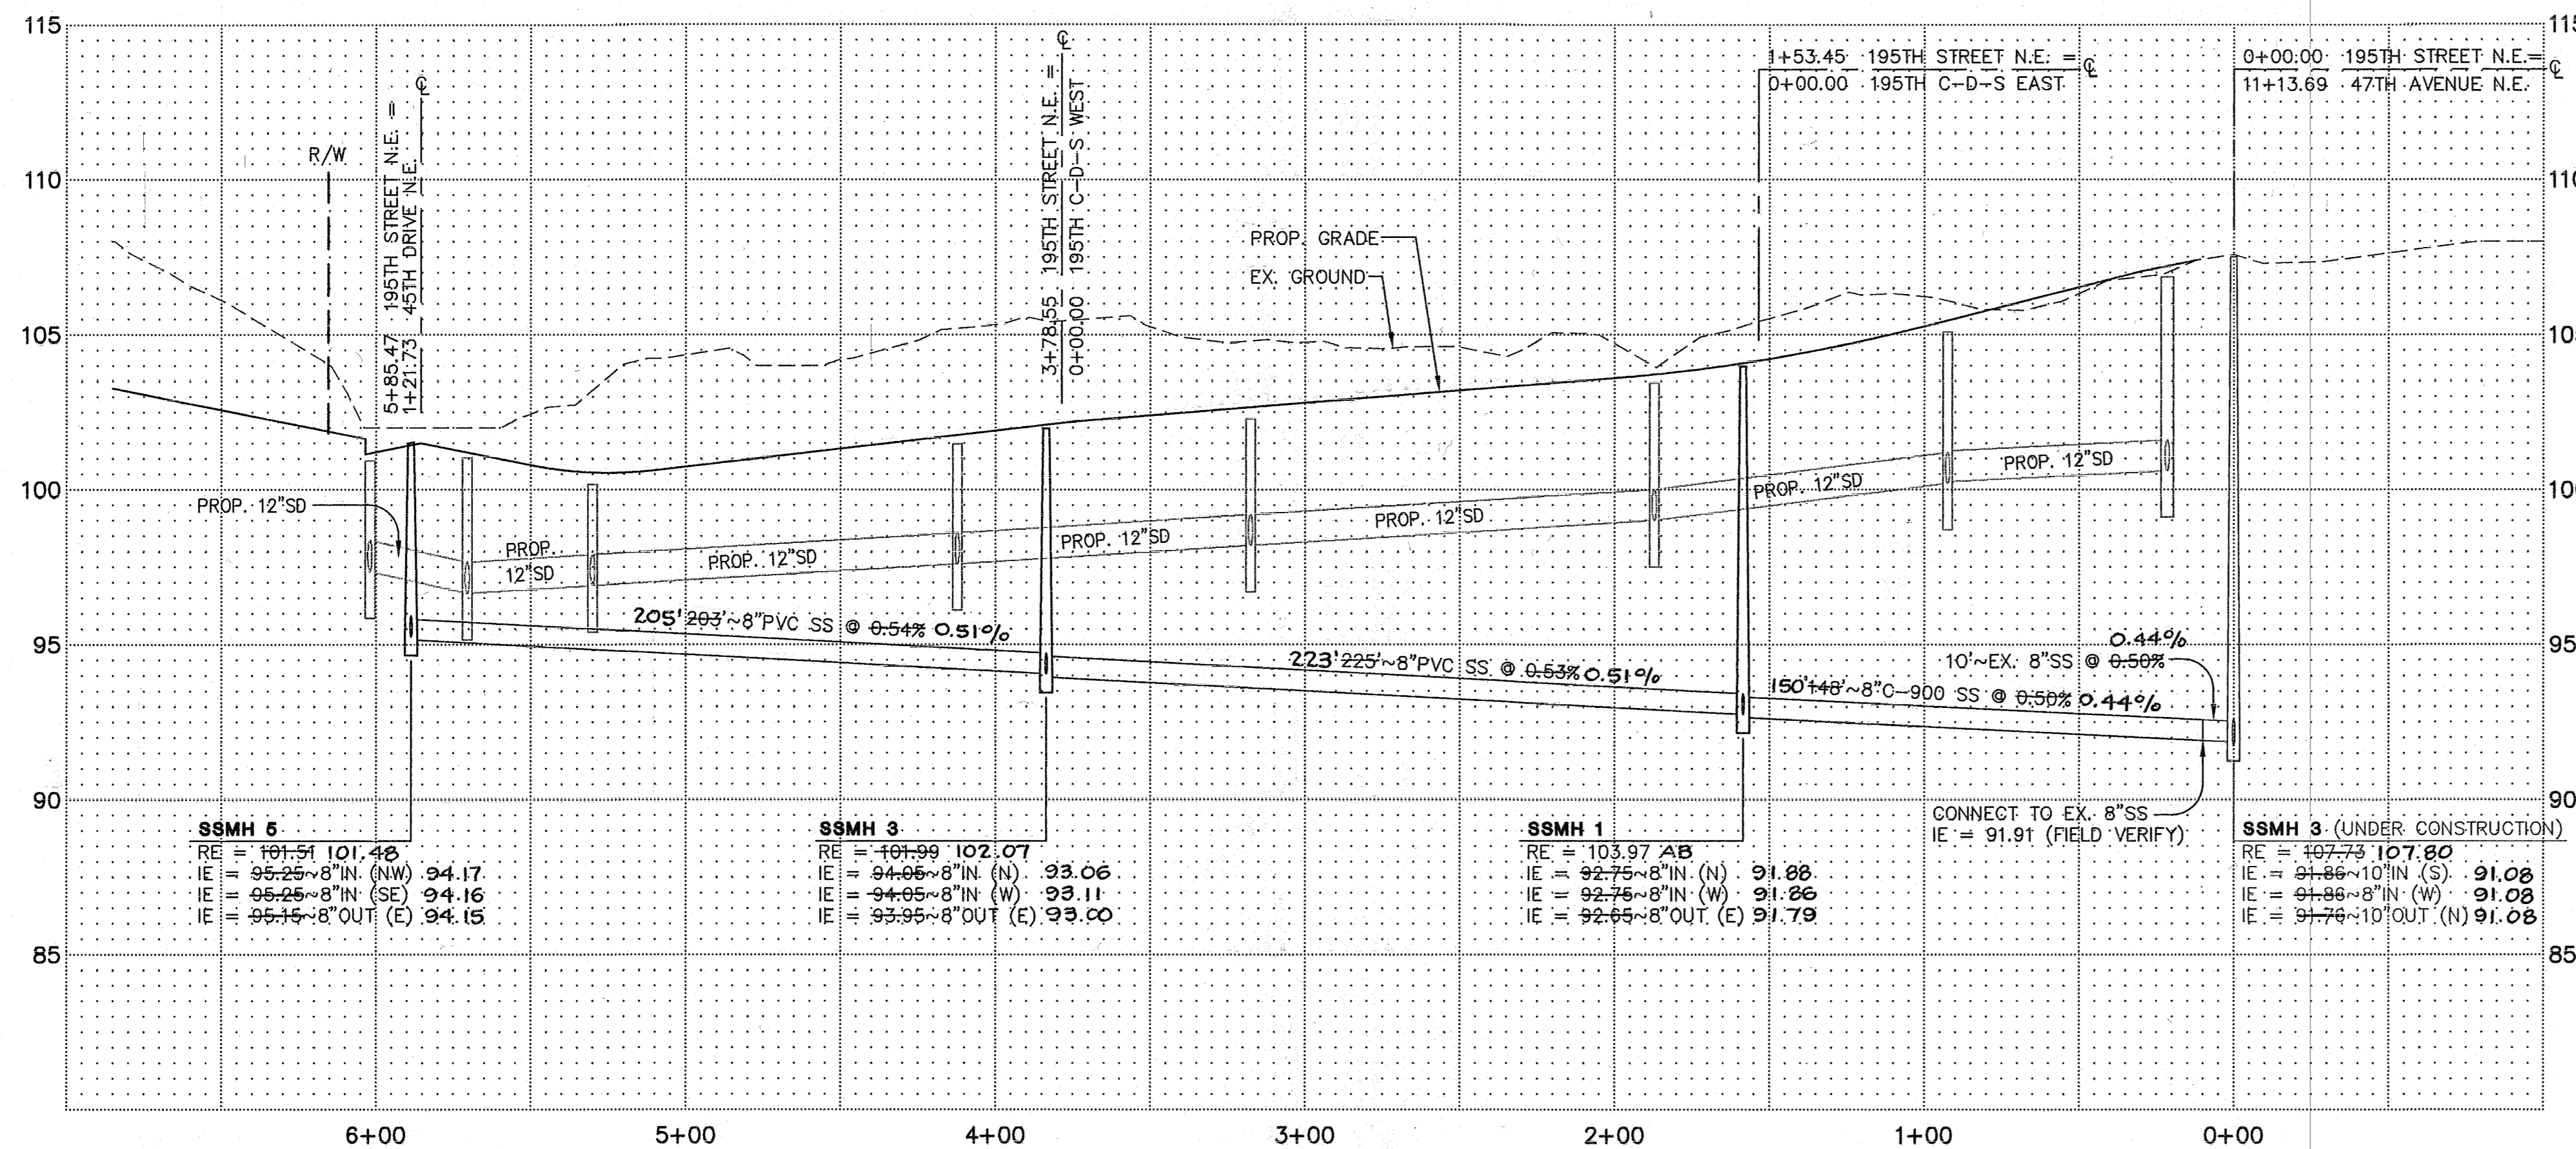 115
115
110
110
105
10
100
10
95
95
90
90
85
85
R/W
5+85.47 195TH STREET N.E. =
1+21.73 45TH DRIVE N.E.
℄
3+78.55 195TH STREET N.E. =
0+00.00 195TH C-D-S WEST
℄
1+53.45 195TH STREET N.E. =
0+00.00 195TH C-D-S EAST
℄
0+00.00 195TH STREET N.E.=
11+13.69 47TH AVENUE N.E.
℄
PROP. GRADE
EX. GROUND
PROP. 12"SD
PROP.
12"SD
PROP. 12"SD
PROP. 12"SD
PROP. 12"SD
PROP. 12"SD
PROP. 12"SD
205' 203'~8"PVC SS @ 0.54% 0.51%
223' 225'~8"PVC SS @ 0.53% 0.51%
150' 148'~8"C-900 SS @ 0.50% 0.44%
0.44%
10'~EX. 8"SS @ 0.50%
CONNECT TO EX. 8"SS
IE = 91.91 (FIELD VERIFY)
SSMH 5
RE = 101.51 101.48
IE = 95.25~8"IN (NW) 94.17
IE = 95.25~8"IN (SE) 94.16
IE = 95.15~8"OUT (E) 94.15
SSMH 3
RE = 101.99 102.07
IE = 94.05~8"IN (N) 93.06
IE = 94.05~8"IN (W) 93.11
IE = 93.95~8"OUT (E) 93.00
SSMH 1
RE = 103.97 AB
IE = 92.75~8"IN (N) 91.88
IE = 92.75~8"IN (W) 91.86
IE = 92.65~8"OUT (E) 91.79
SSMH 3 (UNDER CONSTRUCTION)
RE = 107.73 107.80
IE = 91.86~10"IN (S) 91.08
IE = 91.86~8"IN (W) 91.08
IE = 91.76~10"OUT (N) 91.08
6+00 5+00 4+00 3+00 2+00 1+00 0+00